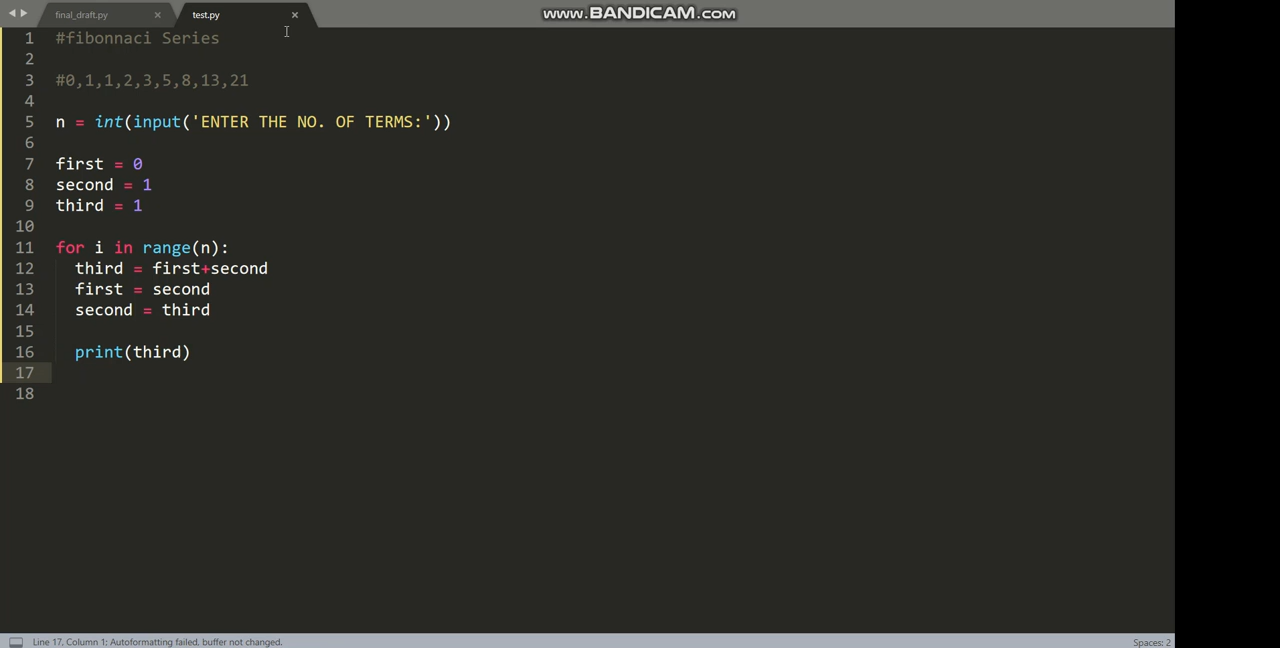 final_draft.py × test.py ×
www.BANDICAM.com
1 #fibonnaci Series
2
3 #0,1,1,2,3,5,8,13,21
4
5 n = int(input('ENTER THE NO. OF TERMS:'))
6
7 first = 0
8 second = 1
9 third = 1
10
11 for i in range(n):
12 third = first+second
13 first = second
14 second = third
15
16 print(third)
17
18
Line 17, Column 1; Autoformatting failed, buffer not changed.
Spaces: 2